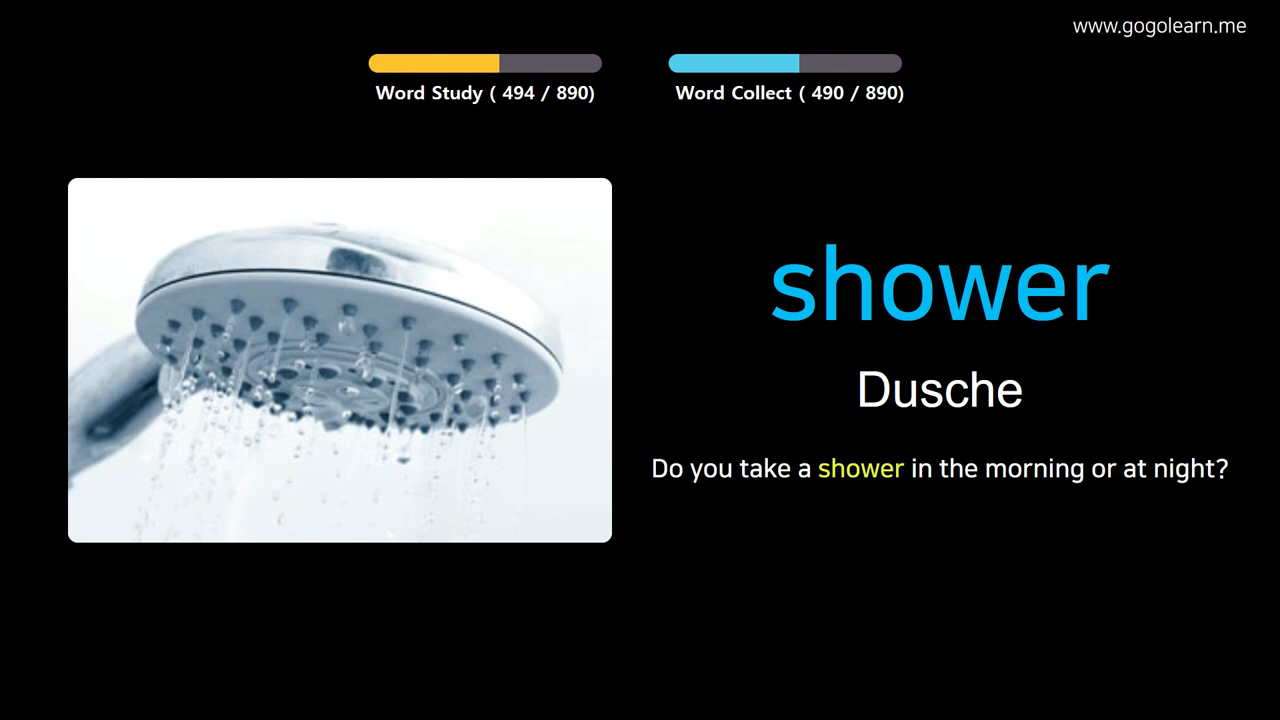 www.gogolearn.me
Word Study ( 494 / 890)
Word Collect ( 490 / 890)
shower
Dusche
Do you take a shower in the morning or at night?